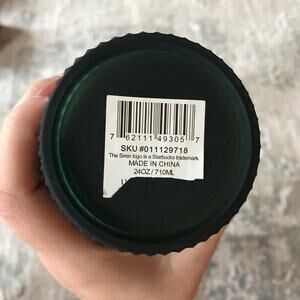 7 62111 49305 7
SKU #011129718
The Siren logo is a Starbucks trademark.
MADE IN CHINA
24OZ / 710ML